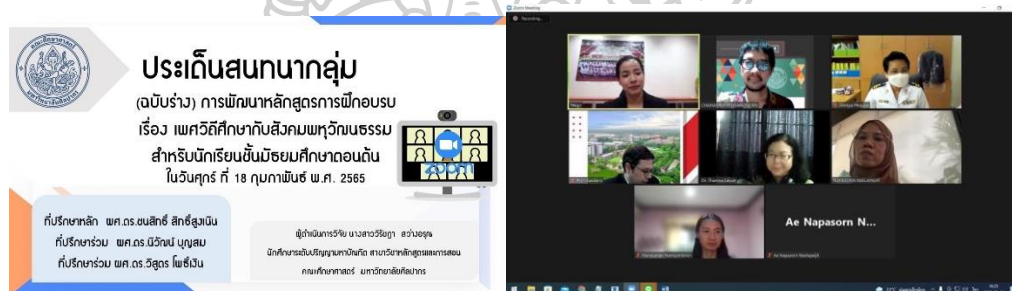 ประเด็นสนทนากลุ่ม
(ฉบับร่าง) การพัฒนาหลักสูตรการฝึกอบรม
เรื่อง เพศวิถีศึกษากับสังคมพหุวัฒนธรรม
สำหรับนักเรียนชั้นมัธยมศึกษาตอนต้น
ในวันศุกร์ ที่ 18 กุมภาพันธ์ พ.ศ. 2565
zoom
ที่ปรึกษาหลัก ผศ.ดร.ชนสิทธิ์ สิทธิ์สูงเนิน
ที่ปรึกษาร่วม ผศ.ดร.นิวัฒน์ บุญสม
ที่ปรึกษาร่วม ผศ.ดร.วิสูตร โพธิ์เงิน
ผู้ดำเนินการวิจัย นางสาววิรัชฎา สว่างอรุณ
นักศึกษาระดับปริญญามหาบัณฑิต สาขาวิชาหลักสูตรและการสอน
คณะศึกษาศาสตร์ มหาวิทยาลัยศิลปากร
Zoom Meeting
Recording...
Ae Napasorn N...